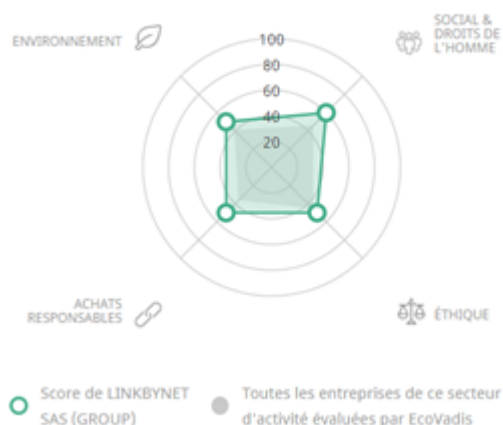 ENVIRONNEMENT
SOCIAL &
DROITS DE
L'HOMME
100
80
60
40
20
ACHATS
RESPONSABLES
ÉTHIQUE
Score de LINKBYNET
SAS (GROUP)
Toutes les entreprises de ce secteur
d'activité évaluées par EcoVadis